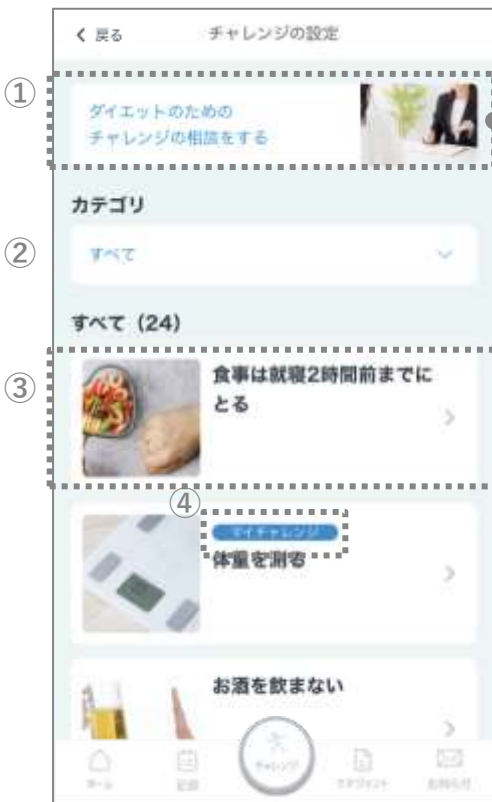 戻る
チャレンジの設定
①
ダイエットのための
チャレンジの相談をする
カテゴリ
②
すべて
すべて（24）
③
食事は就寝2時間前までに
とる
④
マイチャレンジ
体重を測る
お酒を飲まない
ホーム
記録
チャレンジ
お知らせ